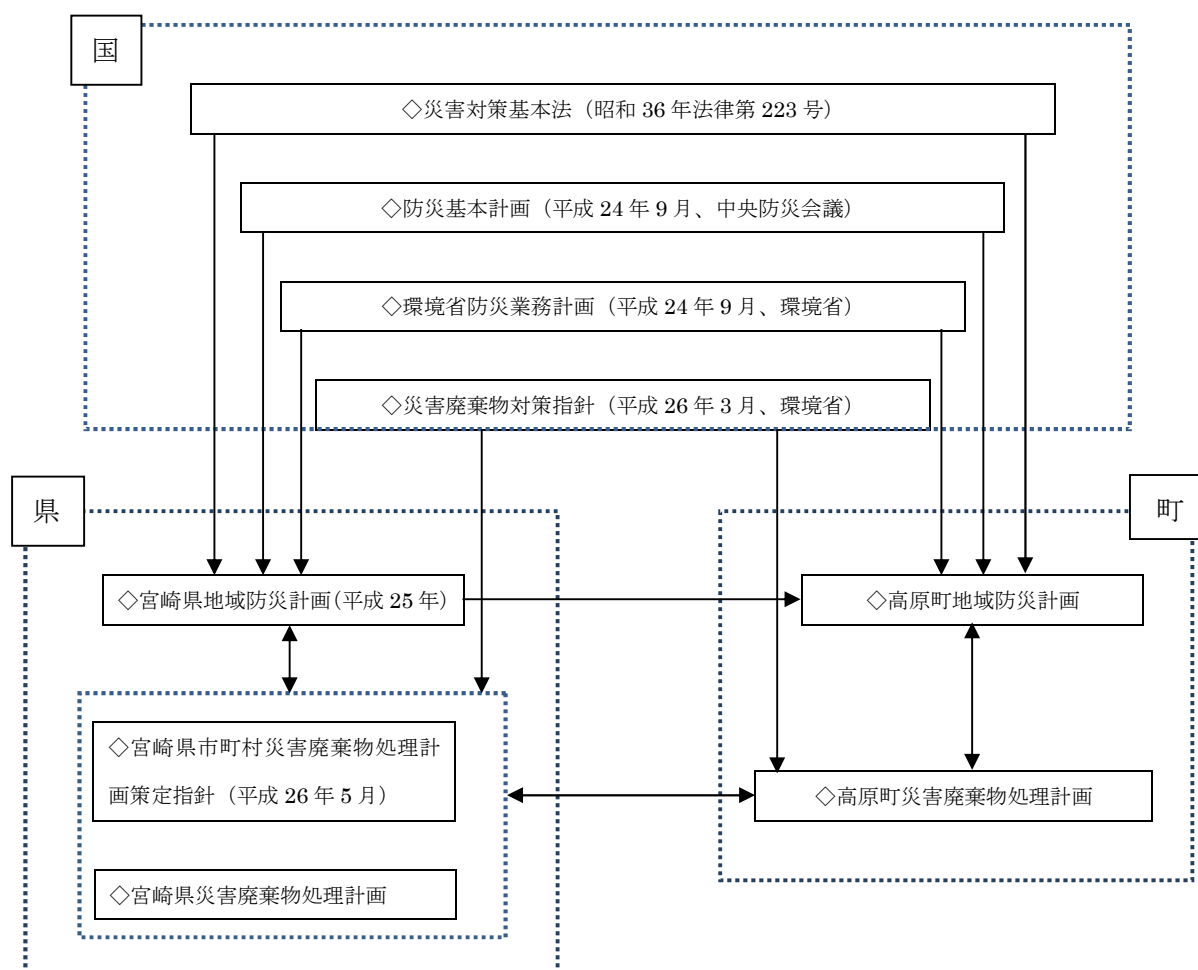 国
◇災害対策基本法（昭和 36 年法律第 223 号）
◇防災基本計画（平成 24 年 9 月、中央防災会議）
◇環境省防災業務計画（平成 24 年 9 月、環境省）
◇災害廃棄物対策指針（平成 26 年 3 月、環境省）
県
町
◇宮崎県地域防災計画(平成 25 年)
◇高原町地域防災計画
◇宮崎県市町村災害廃棄物処理計
画策定指針（平成 26 年 5 月）
◇高原町災害廃棄物処理計画
◇宮崎県災害廃棄物処理計画